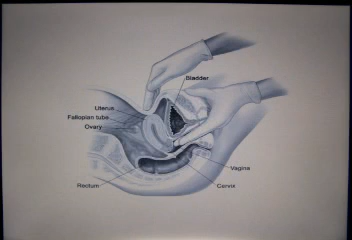 Bladder
Uterus
Fallopian tube
Ovary
Vagina
Rectum
Cervix